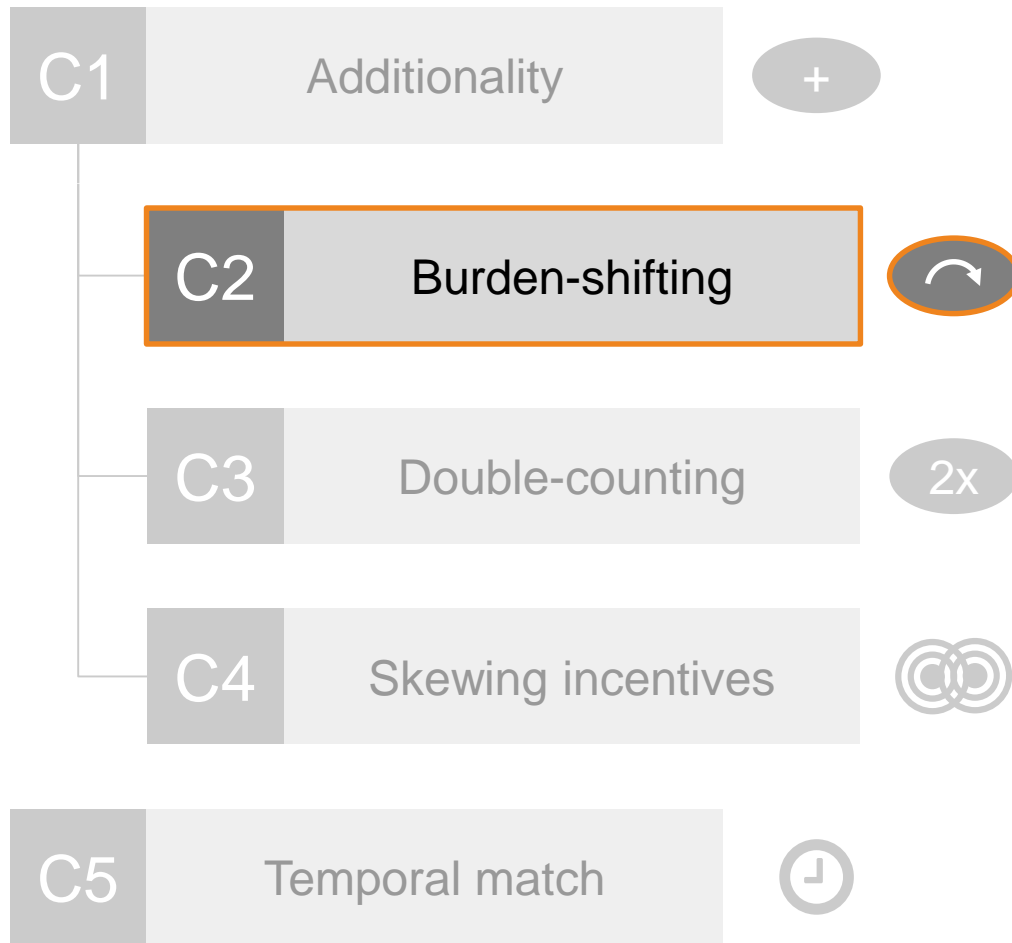 C1 Additionality +
C2 Burden-shifting
C3 Double-counting 2x
C4 Skewing incentives
C5 Temporal match